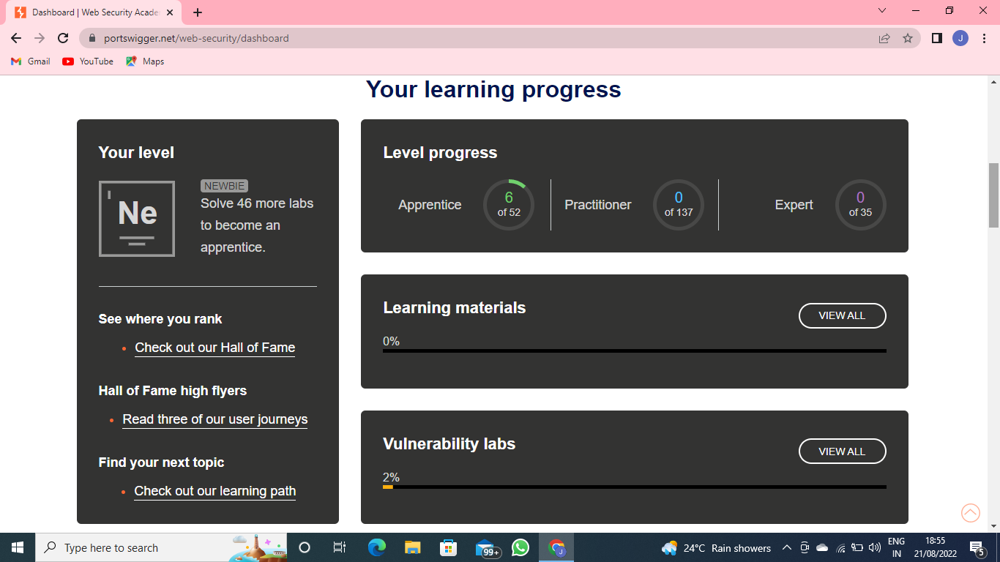 Dashboard | Web Security Acade
portswigger.net/web-security/dashboard
J
Gmail
YouTube
Maps
Your learning progress
Your level
Ne
NEWBIE
Solve 46 more labs
to become an
apprentice.
See where you rank
Check out our Hall of Fame
Hall of Fame high flyers
Read three of our user journeys
Find your next topic
Check out our learning path
Level progress
Apprentice
6
of 52
Practitioner
0
of 137
Expert
0
of 35
Learning materials
VIEW ALL
0%
Vulnerability labs
VIEW ALL
2%
Type here to search
99+
J
24°C Rain showers
ENG
IN
18:55
21/08/2022
5